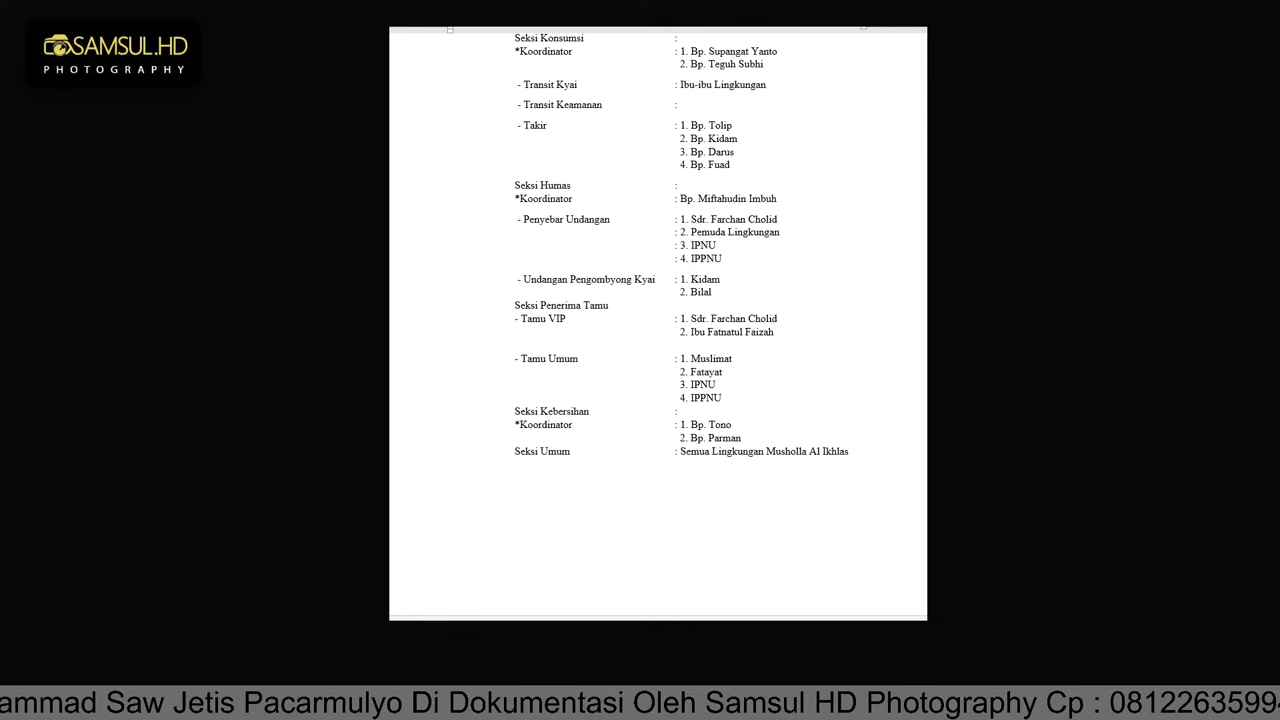 SAMSUL.HD
PHOTOGRAPHY
Seksi Konsumsi :
*Koordinator : 1. Bp. Supangat Yanto
2. Bp. Teguh Subhi
- Transit Kyai : Ibu-ibu Lingkungan
- Transit Keamanan :
- Takir : 1. Bp. Tolip
2. Bp. Kidam
3. Bp. Darus
4. Bp. Fuad
Seksi Humas :
*Koordinator : Bp. Miftahudin Imbuh
- Penyebar Undangan : 1. Sdr. Farchan Cholid
: 2. Pemuda Lingkungan
: 3. IPNU
: 4. IPPNU
- Undangan Pengombyong Kyai : 1. Kidam
2. Bilal
Seksi Penerima Tamu
- Tamu VIP : 1. Sdr. Farchan Cholid
2. Ibu Fatnatul Faizah
- Tamu Umum : 1. Muslimat
2. Fatayat
3. IPNU
4. IPPNU
Seksi Kebersihan :
*Koordinator : 1. Bp. Tono
2. Bp. Parman
Seksi Umum : Semua Lingkungan Musholla Al Ikhlas
ammad Saw Jetis Pacarmulyo Di Dokumentasi Oleh Samsul HD Photography Cp : 0812263599